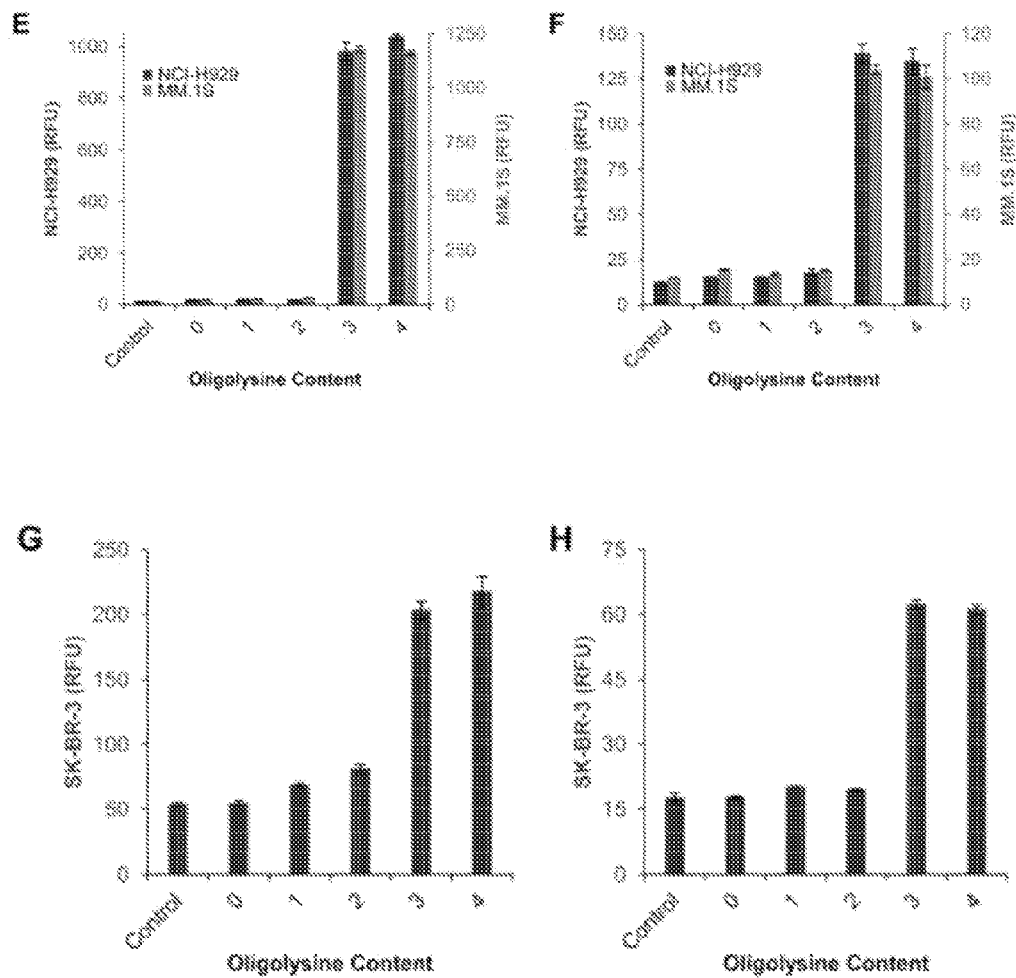 E
1000
800
600
400
200
0
NCI-H929 (RFU)
NCI-H929
MM.1S
1250
1000
750
500
250
0
MM.1S (RFU)
Control 0 1 2 3 4
Oligolysine Content
F
150
125
100
75
50
25
0
NCI-H929 (RFU)
NCI-H929
MM.1S
120
100
80
60
40
20
0
MM.1S (RFU)
Control 0 1 2 3 4
Oligolysine Content
G
250
200
150
100
50
0
SK-BR-3 (RFU)
Control 0 1 2 3 4
Oligolysine Content
H
75
60
45
30
15
0
SK-BR-3 (RFU)
Control 0 1 2 3 4
Oligolysine Content